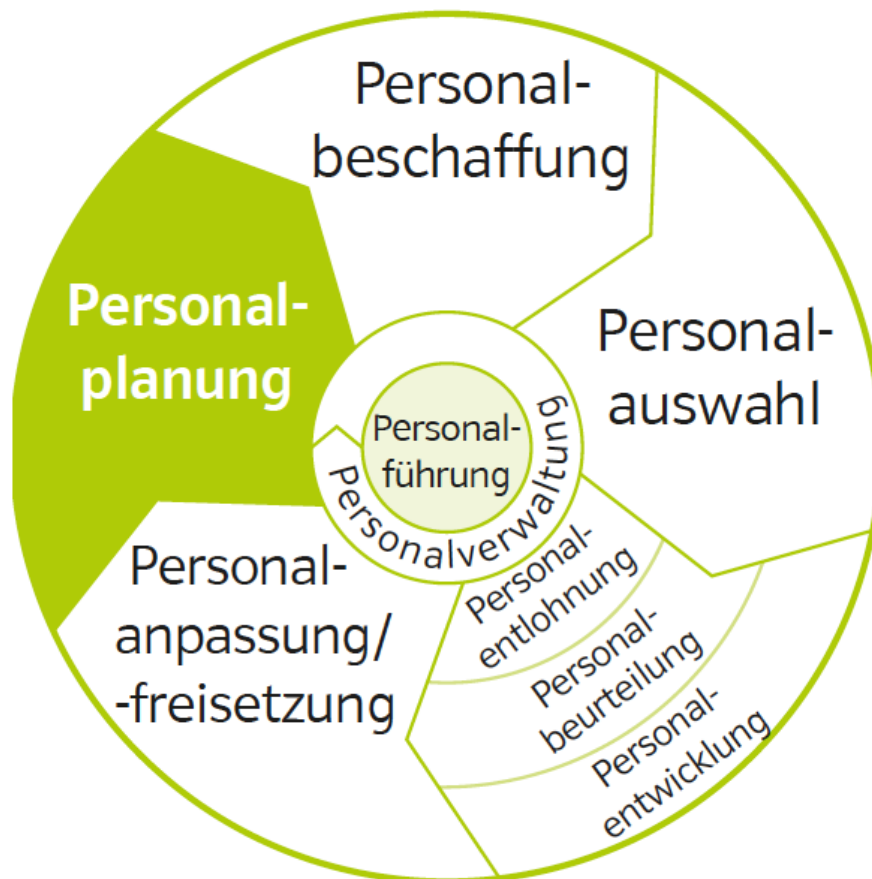 Personal-
beschaffung
Personal-
planung
Personal-
auswahl
Personal-
führung
Personalverwaltung
Personal-
entlohnung
Personal-
beurteilung
Personal-
entwicklung
Personal-
anpassung/
-freisetzung